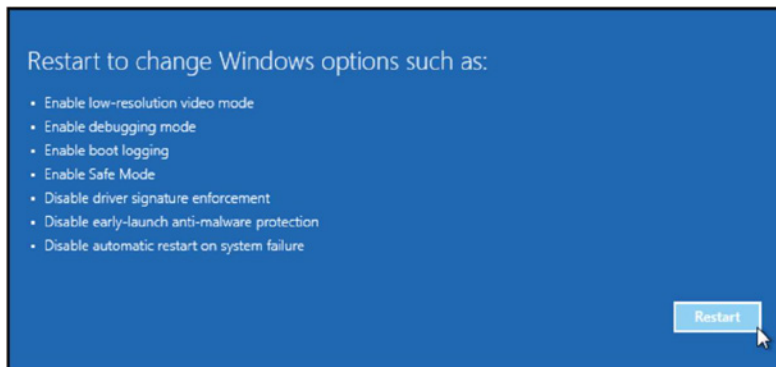 Restart to change Windows options such as:
• Enable low-resolution video mode
• Enable debugging mode
• Enable boot logging
• Enable Safe Mode
• Disable driver signature enforcement
• Disable early-launch anti-malware protection
• Disable automatic restart on system failure
Restart